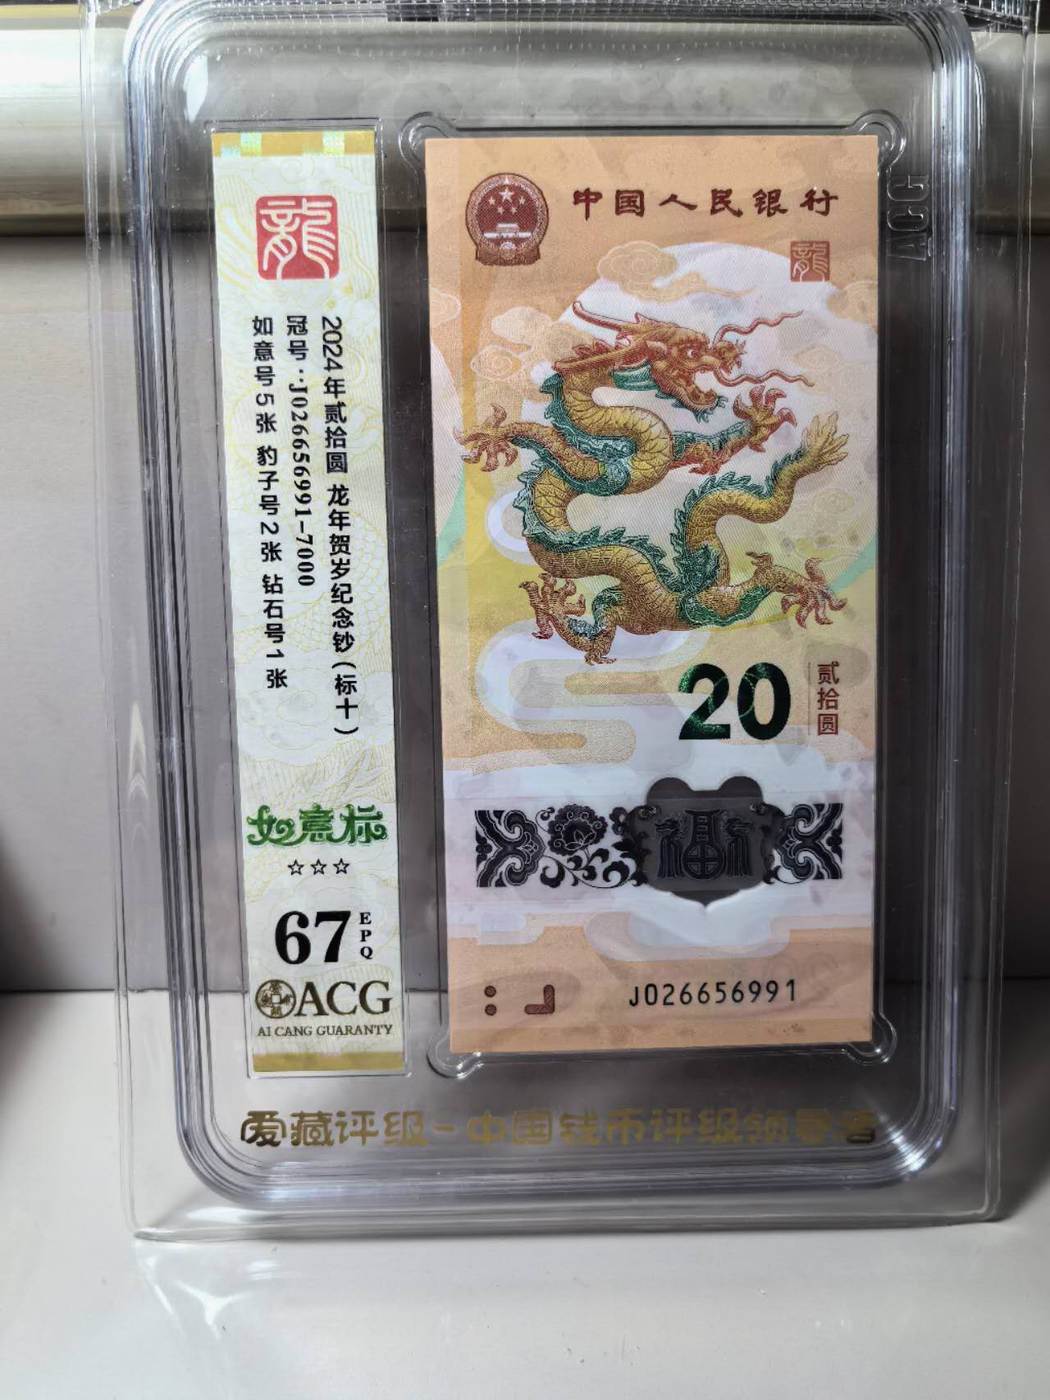 龍
2024年贰拾圆 龙年贺岁纪念钞(标十)
冠号:J026656991-7000
如意号5张 豹子号2张 钻石号1张
如意标
☆☆☆
67
EPQ
ACG
AI CANG GUARANTY
中国人民银行
龍
20
贰拾圆
福
J026656991
ACG
爱藏评级-中国钱币评级领导者